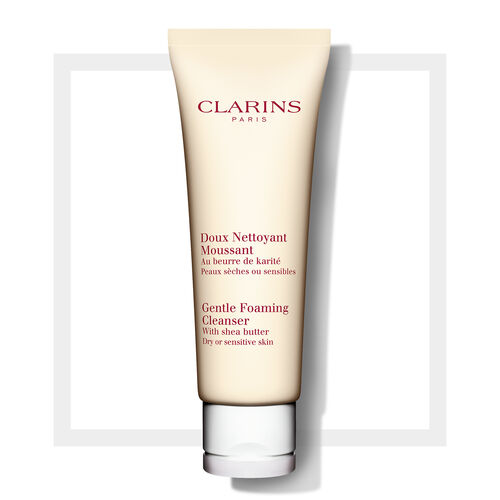 CLARINS
PARIS
Doux Nettoyant
Moussant
Au beurre de karité
Peaux sèches ou sensibles
Gentle Foaming
Cleanser
With shea butter
Dry or sensitive skin